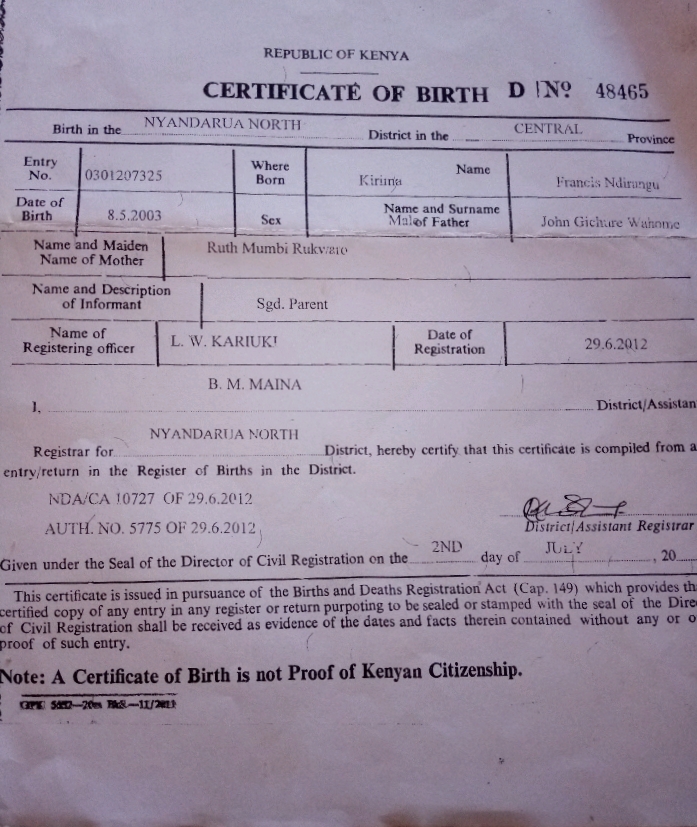 REPUBLIC OF KENYA
CERTIFICATE OF BIRTH D No 48465
Birth in the NYANDARUA NORTH District in the CENTRAL Province
Entry No. 0301207325 Where Born Kiriita Name Francis Ndirangu
Date of Birth 8.5.2003 Sex Male Name and Surname of Father John Gichure Wahome
Name and Maiden Name of Mother Ruth Mumbi Rukwaro
Name and Description of Informant Sgd. Parent
Name of Registering officer L. W. KARIUKI Date of Registration 29.6.2012
B. M. MAINA
I, District/Assistan
NYANDARUA NORTH
Registrar for District, hereby certify that this certificate is compiled from a
entry/return in the Register of Births in the District.
NDA/CA 10727 OF 29.6.2012
AUTH. NO. 5775 OF 29.6.2012
District/Assistant Registrar
Given under the Seal of the Director of Civil Registration on the 2ND day of JULY , 20
This certificate is issued in pursuance of the Births and Deaths Registration Act (Cap. 149) which provides th
certified copy of any entry in any register or return purpoting to be sealed or stamped with the seal of the Dire
of Civil Registration shall be received as evidence of the dates and facts therein contained without any or o
proof of such entry.
Note: A Certificate of Birth is not Proof of Kenyan Citizenship.